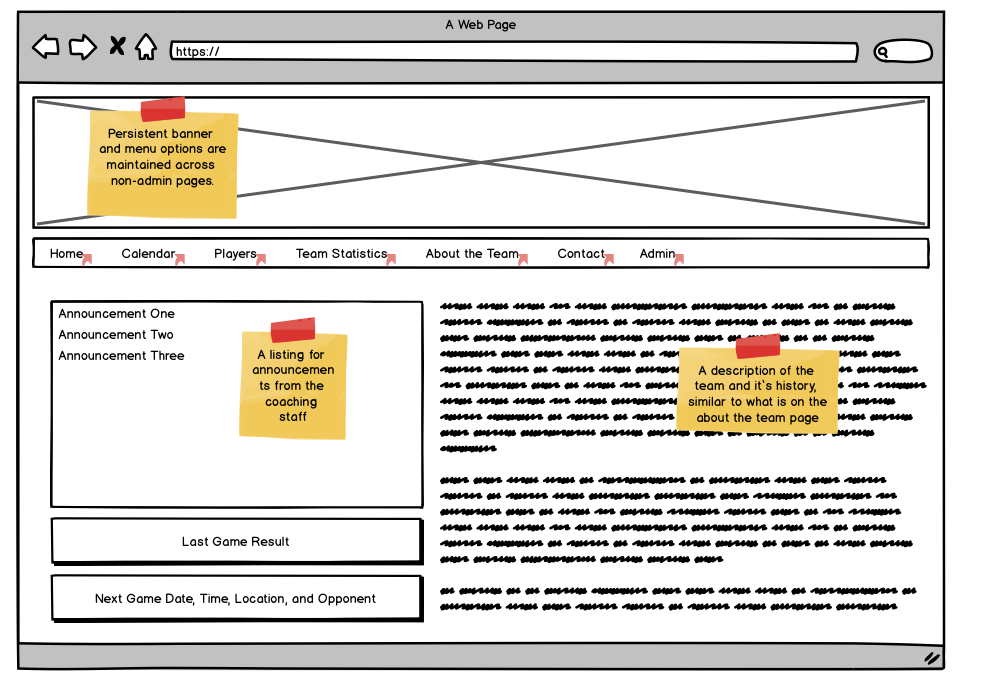 A Web Page
https://
Persistent banner
and menu options are
maintained across
non-admin pages.
Home Calendar Players Team Statistics About the Team Contact Admin
Announcement One
Announcement Two
Announcement Three
A listing for
announcemen
ts from the
coaching
staff
A description of the
team and it`s history,
similar to what is on the
about the team page
Last Game Result
Next Game Date, Time, Location, and Opponent